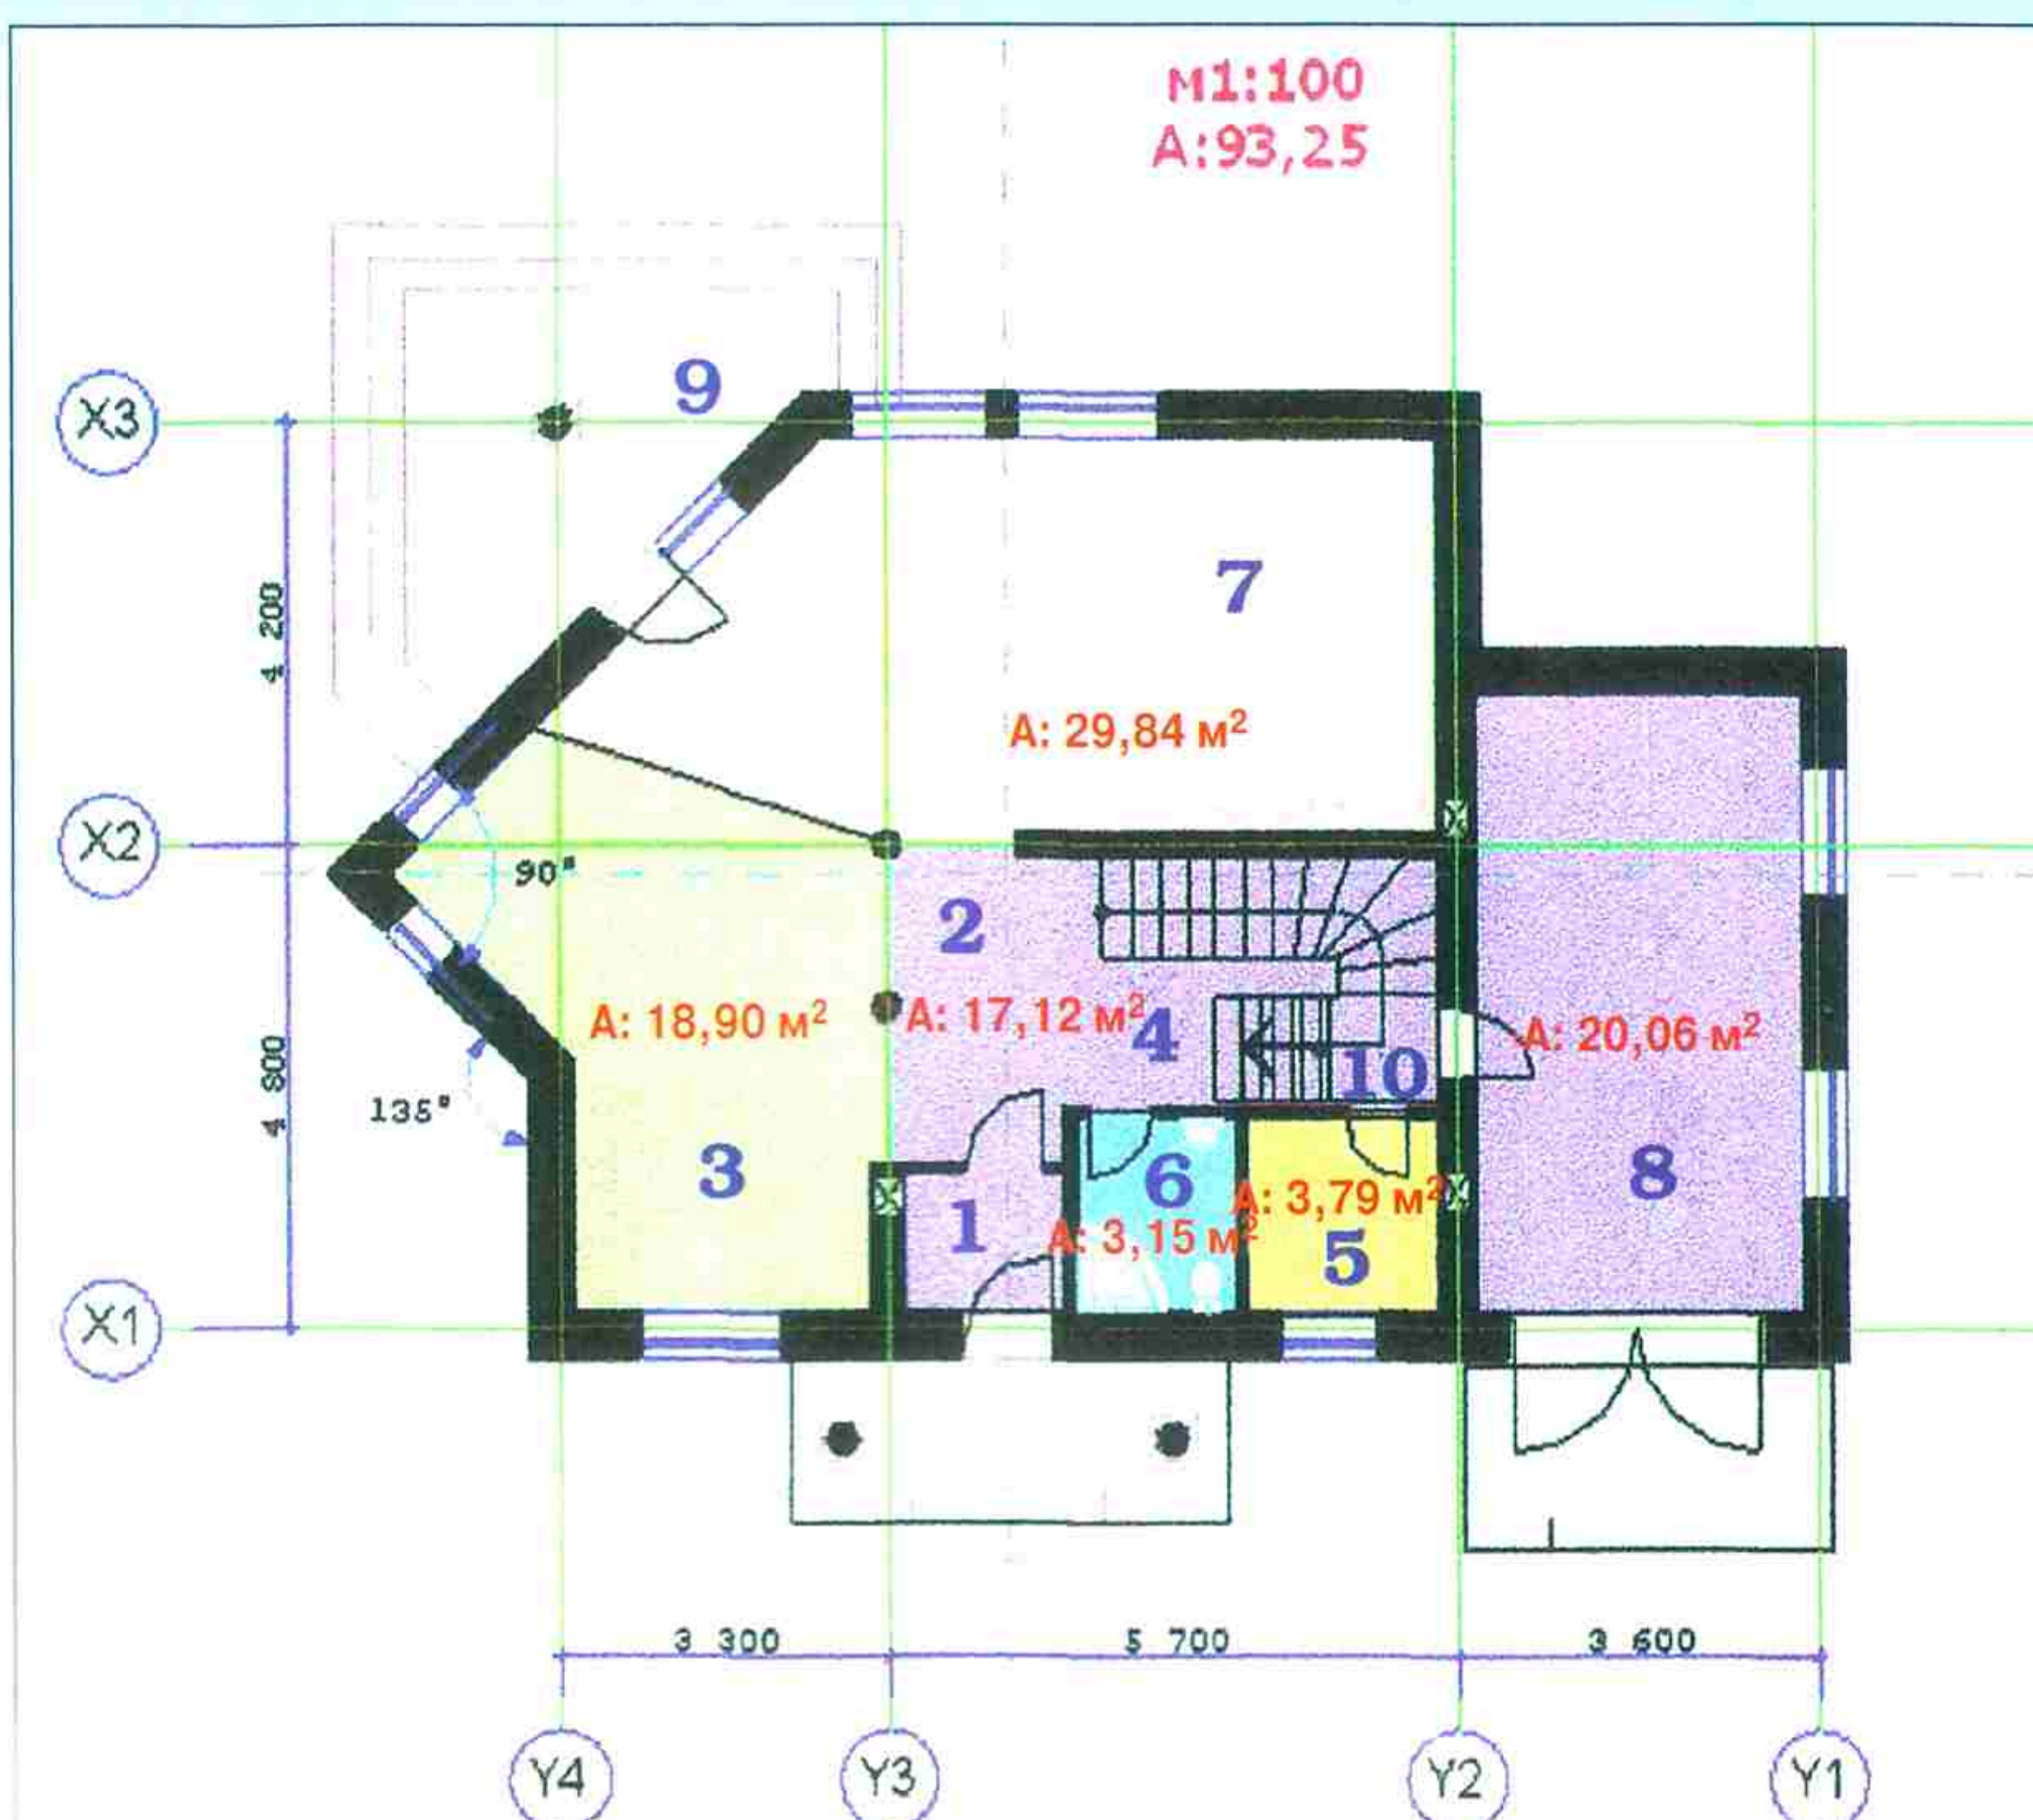 м1:100
A:93,25
9
X3
7
4 200
A: 29,84 м²
X2
90°
2
A: 18,90 м²
A: 17,12 м²
4
A: 20,06 м²
10
135°
4 800
3
6
8
A: 3,79 м²
1
A: 3,15 м²
5
X1
3 300
5 700
3 600
Y4
Y3
Y2
Y1